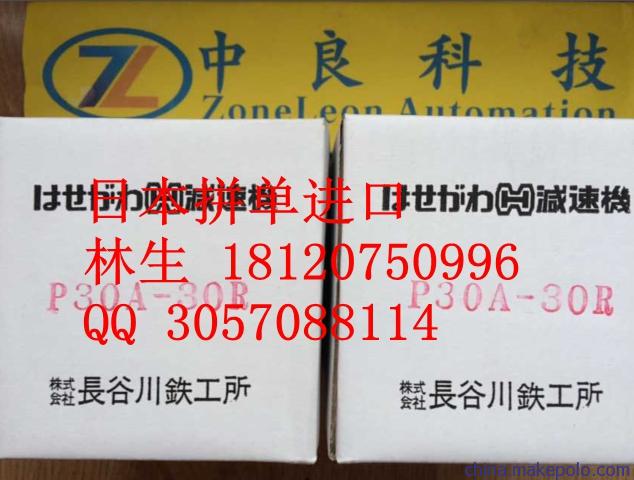 ZL 中良科技
ZoneLeon Automation
はせがわH減速機
はせがわH減速機
日本拼单进口
林生 18120750996
P30A-30R
P30A-30R
QQ 3057088114
株式会社長谷川鉄工所
株式会社長谷川鉄工所
china.makepolo.com